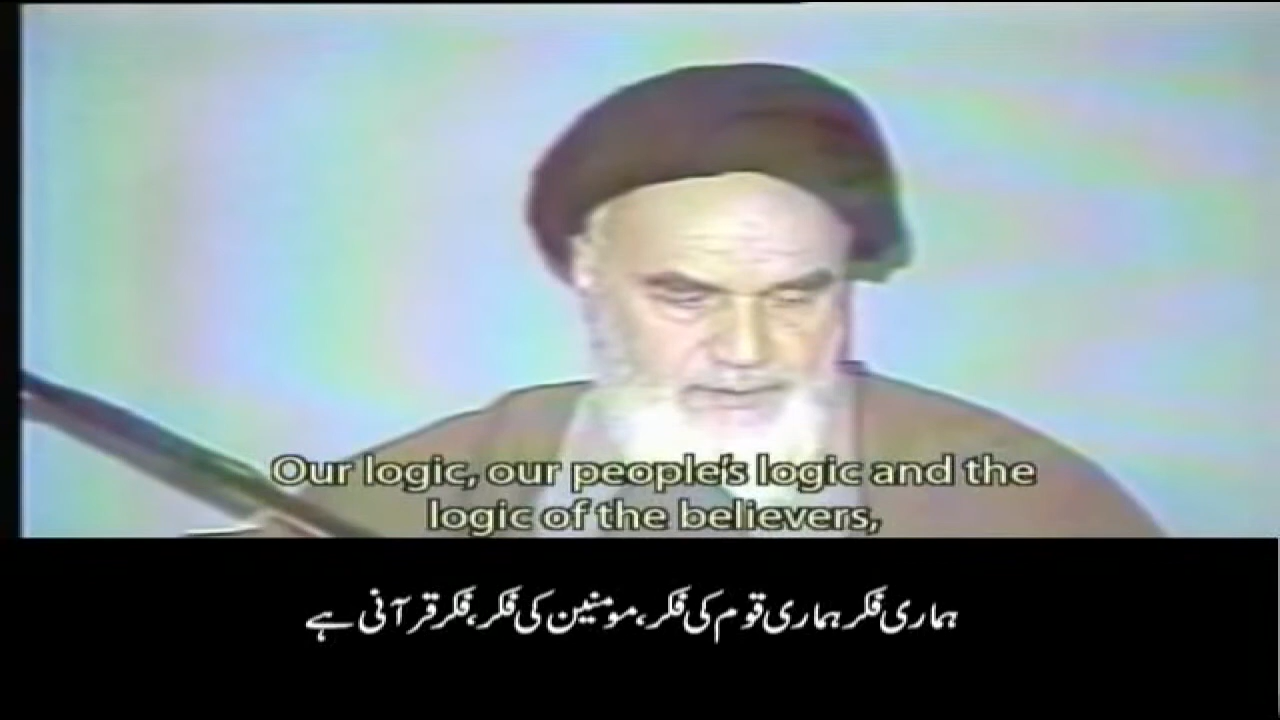 Our logic, our people's logic and the
logic of the believers,
ہماری فکر ہماری قوم کی فکر، مومنین کی فکر، فکر قرآنی ہے